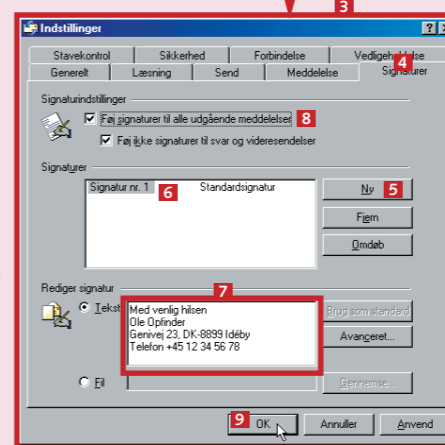 3
Indstillinger
Stavekontrol Sikkerhed Forbindelse Vedligeholdelse
4
Generelt Læsning Send Meddelelse Signaturer
Signaturindstillinger
Føj signaturer til alle udgående meddelelser 8
Føj ikke signaturer til svar og videresendelser
Signaturer
Signatur nr. 1 6 Standardsignatur Ny 5
Fjern
Omdøb
Rediger signatur
7
Tekst Med venlig hilsen Brug som standard
Ole Opfinder
Genivej 23, DK-8899 Idéby Avanceret...
Telefon +45 12 34 56 78
Fil Gennemse...
9 OK Annuller Anvend